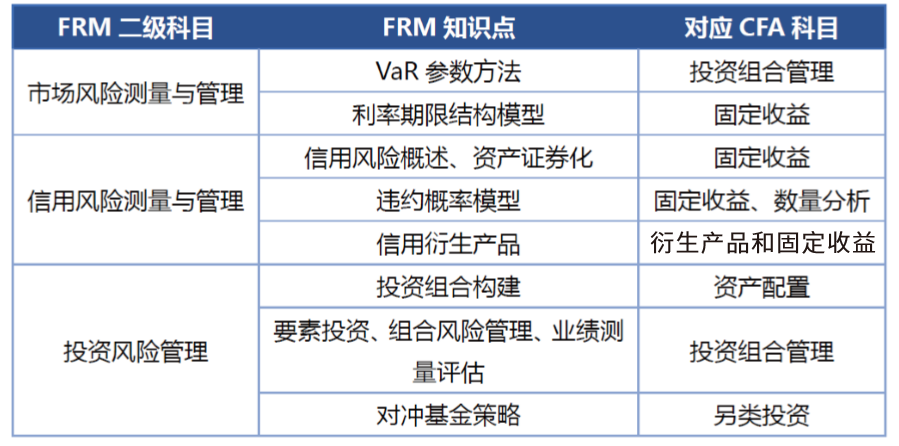 FRM 二级科目 FRM 知识点 对应 CFA 科目
市场风险测量与管理 VaR 参数方法 投资组合管理
利率期限结构模型 固定收益
信用风险测量与管理 信用风险概述、资产证券化 固定收益
违约概率模型 固定收益、数量分析
信用衍生产品 衍生产品和固定收益
投资风险管理 投资组合构建 资产配置
要素投资、组合风险管理、业绩测
量评估 投资组合管理
对冲基金策略 另类投资